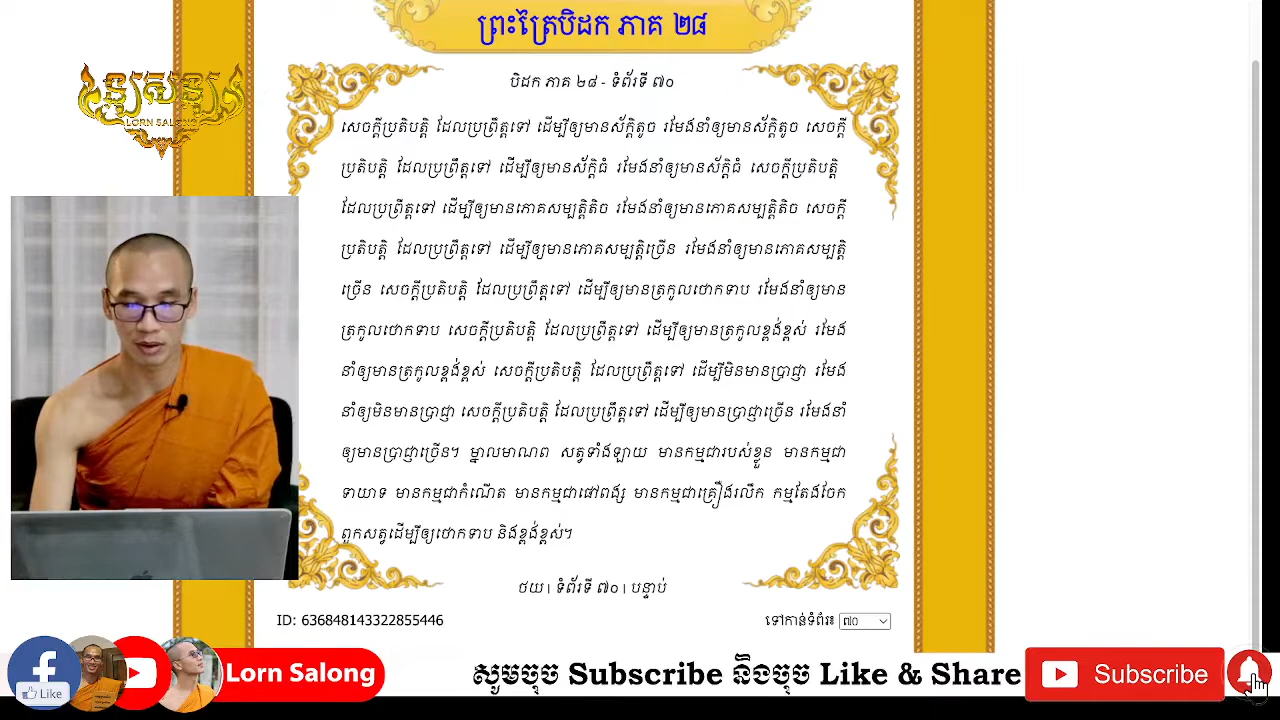 ព្រះត្រៃបិដក ភាគ ២៨
បិដក ភាគ ២៨ - ទំព័រទី ៧០
សេចក្តីប្រតិបត្តិ ដែលប្រព្រឹត្តទៅ ដើម្បីឲ្យមានស័ក្តិតូច រមែងនាំឲ្យមានស័ក្តិតូច សេចក្តី
ប្រតិបត្តិ ដែលប្រព្រឹត្តទៅ ដើម្បីឲ្យមានស័ក្តិធំ រមែងនាំឲ្យមានស័ក្តិធំ សេចក្តីប្រតិបត្តិ
ដែលប្រព្រឹត្តទៅ ដើម្បីឲ្យមានភោគសម្បត្តិតិច រមែងនាំឲ្យមានភោគសម្បត្តិតិច សេចក្តី
ប្រតិបត្តិ ដែលប្រព្រឹត្តទៅ ដើម្បីឲ្យមានភោគសម្បត្តិច្រើន រមែងនាំឲ្យមានភោគសម្បត្តិ
ច្រើន សេចក្តីប្រតិបត្តិ ដែលប្រព្រឹត្តទៅ ដើម្បីឲ្យមានត្រកូលថោកទាប រមែងនាំឲ្យមាន
ត្រកូលថោកទាប សេចក្តីប្រតិបត្តិ ដែលប្រព្រឹត្តទៅ ដើម្បីឲ្យមានត្រកូលខ្ពង់ខ្ពស់ រមែង
នាំឲ្យមានត្រកូលខ្ពង់ខ្ពស់ សេចក្តីប្រតិបត្តិ ដែលប្រព្រឹត្តទៅ ដើម្បីមិនមានប្រាជ្ញា រមែង
នាំឲ្យមិនមានប្រាជ្ញា សេចក្តីប្រតិបត្តិ ដែលប្រព្រឹត្តទៅ ដើម្បីឲ្យមានប្រាជ្ញាច្រើន រមែងនាំ
ឲ្យមានប្រាជ្ញាច្រើន។ ម្នាលមាណព សត្វទាំងឡាយ មានកម្មជារបស់ខ្លួន មានកម្មជា
ទាយាទ មានកម្មជាកំណើត មានកម្មជាផៅពង្ស មានកម្មជាគ្រឿងរលឹក កម្មតែងចែក
ពួកសត្វដើម្បីឲ្យថោកទាប និងខ្ពង់ខ្ពស់។
ថយ | ទំព័រទី ៧០ | បន្ទាប់
ID: 636848143322855446
ទៅកាន់ទំព័រ៖ ៧០
LORN SALONG
Like
Lorn Salong
សូមចុច Subscribe និងចុច Like & Share
Subscribe